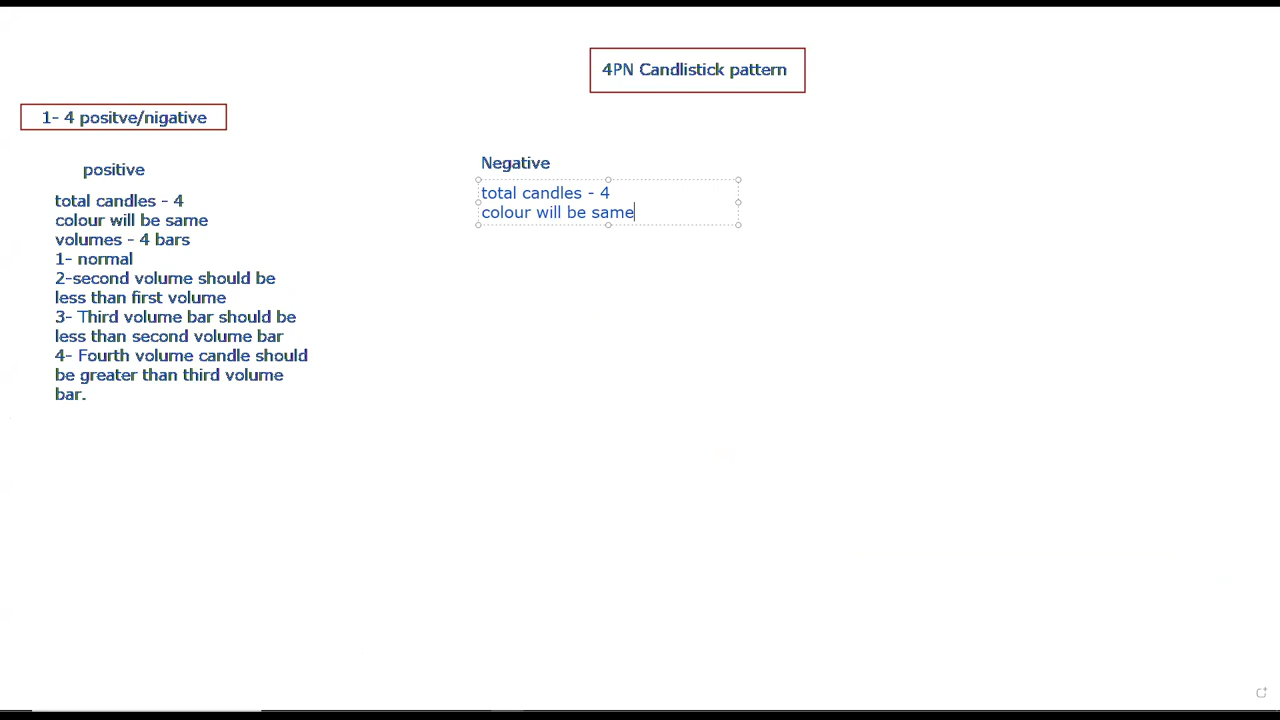 4PN Candlistick pattern
1- 4 positve/nigative
positive
total candles - 4
colour will be same
volumes - 4 bars
1- normal
2-second volume should be
less than first volume
3- Third volume bar should be
less than second volume bar
4- Fourth volume candle should
be greater than third volume
bar.
Negative
total candles - 4
colour will be same